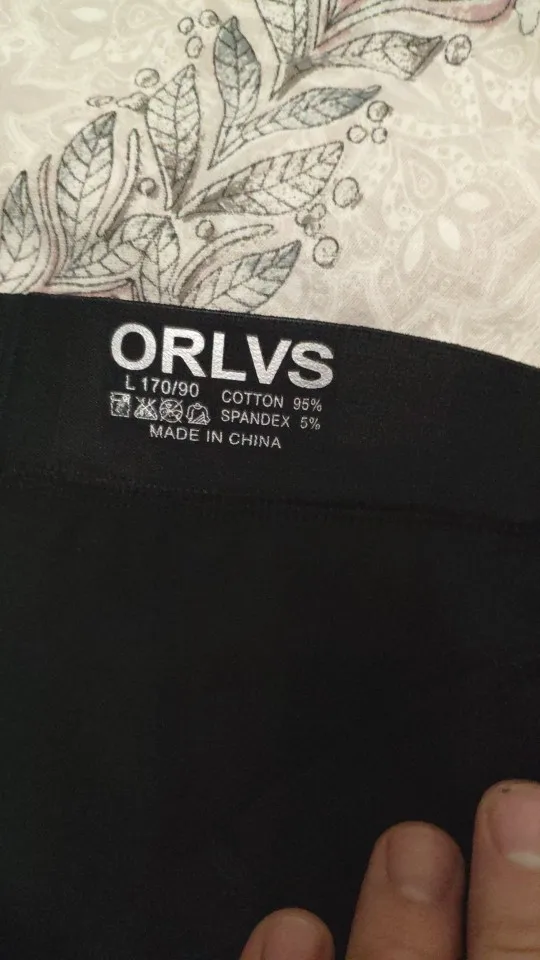 ORLVS
L 170/90
COTTON 95%
SPANDEX 5%
MADE IN CHINA